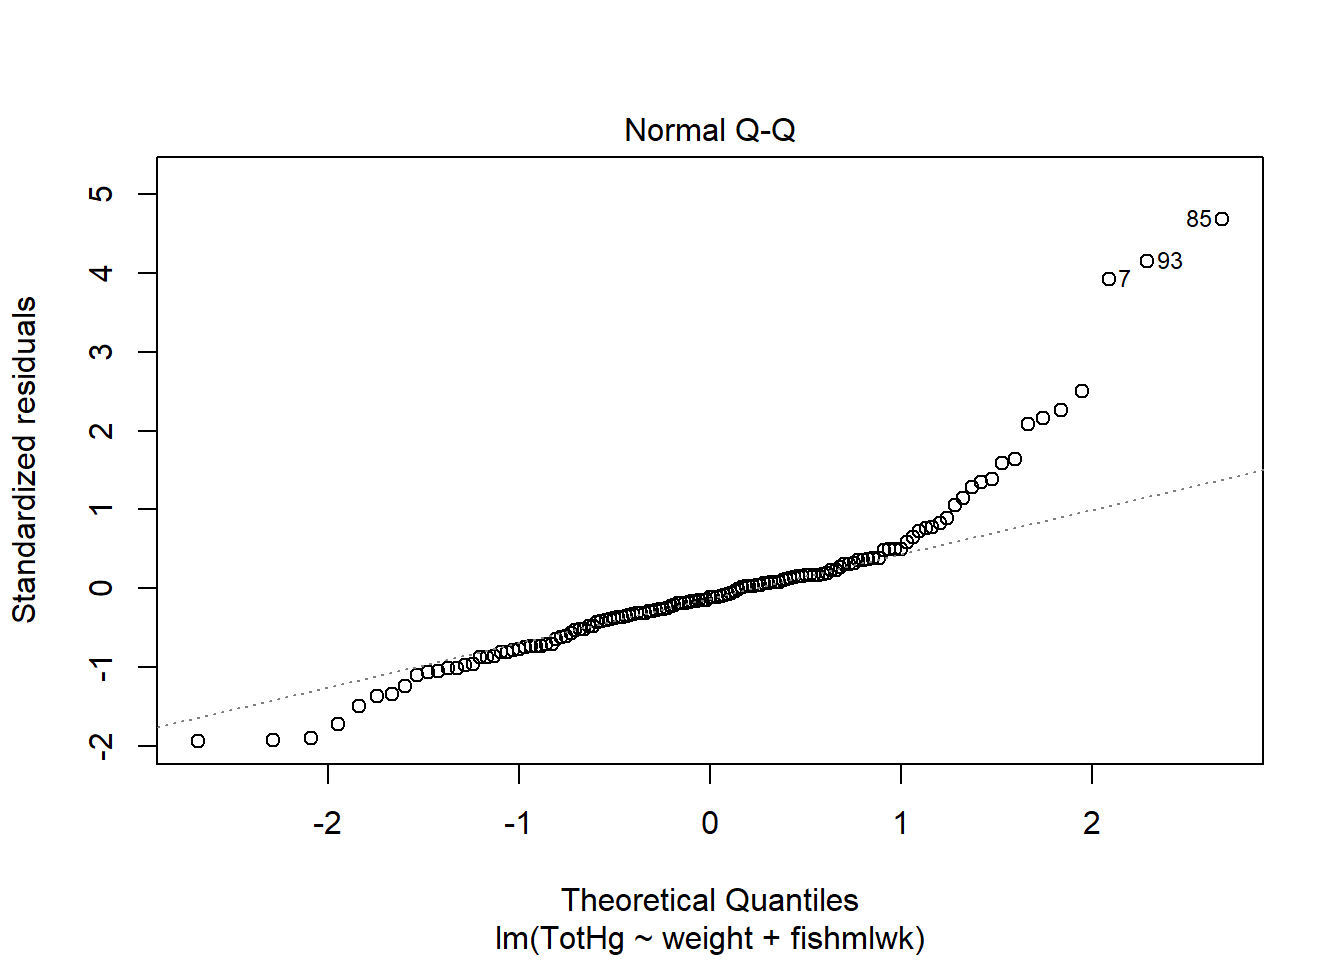 Normal Q-Q
Standardized residuals
5
4
3
2
1
0
-1
-2
85
93
7
-2 -1 0 1 2
Theoretical Quantiles
lm(TotHg ~ weight + fishmlwk)